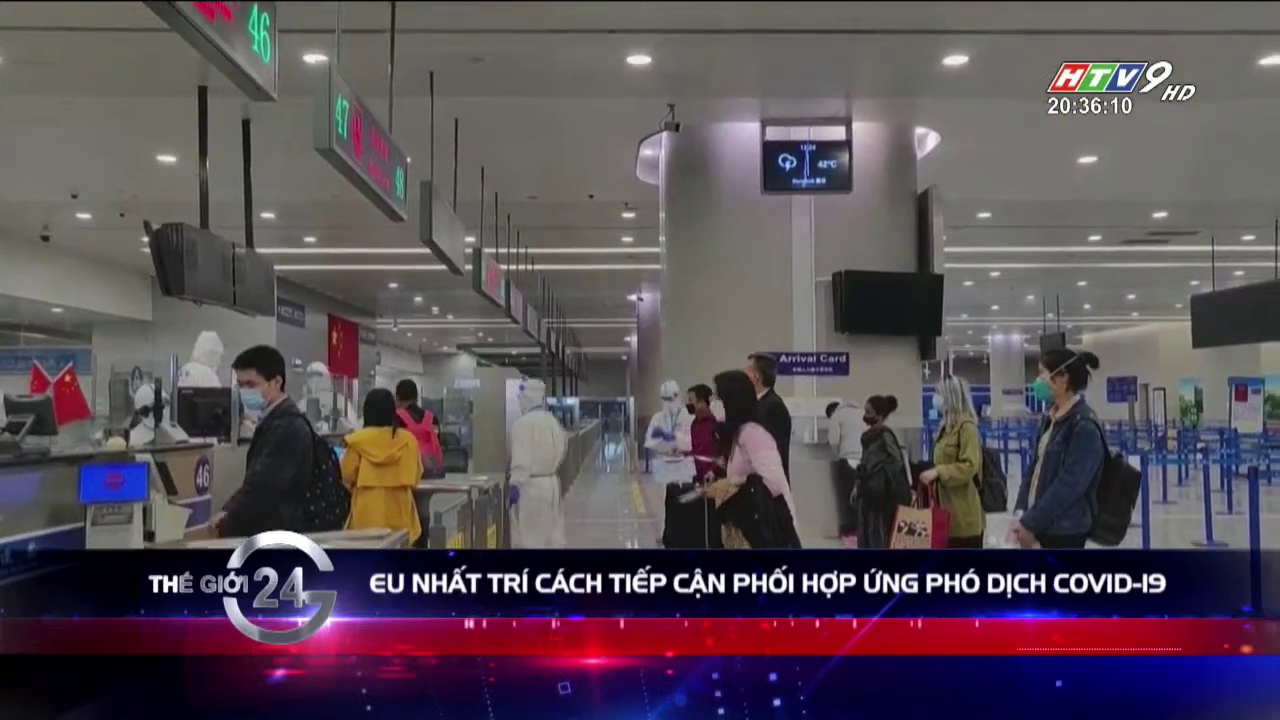 46
47
48
HTV9 HD
20:36:10
42°C
Arrival Card
46
THẾ GIỚI 24G
EU NHẤT TRÍ CÁCH TIẾP CẬN PHỐI HỢP ỨNG PHÓ DỊCH COVID-19